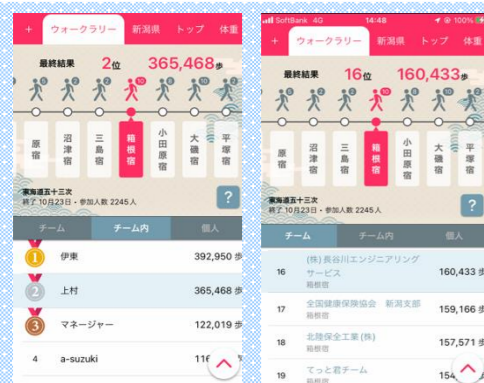 + ウォークラリー 新潟県 トップ 体重
最終結果 2位 365,468歩
5 2 2 10 8 10 2
原宿 沼津宿 三島宿 箱根宿 小田原宿 大磯宿 平塚宿
東海道五十三次
終了 10月23日・参加人数 2245人
?
チーム チーム内 個人
1 伊東 392,950 歩
2 上村 365,468 歩
3 マネージャー 122,019 歩
4 a-suzuki
SoftBank 4G 14:48 100%
+ ウォークラリー 新潟県 トップ 体重
最終結果 16位 160,433歩
原宿 沼津宿 三島宿 箱根宿 小田原宿 大磯宿 平塚宿
東海道五十三次
終了 10月23日・参加人数 2245人
?
チーム チーム内 個人
16 (株)長谷川エンジニアリング
サービス 160,433 歩
箱根宿
17 全国健康保険協会 新潟支部 159,166 歩
箱根宿
18 北陸保全工業(株) 157,571 歩
箱根宿
19 てっと君チーム
箱根宿